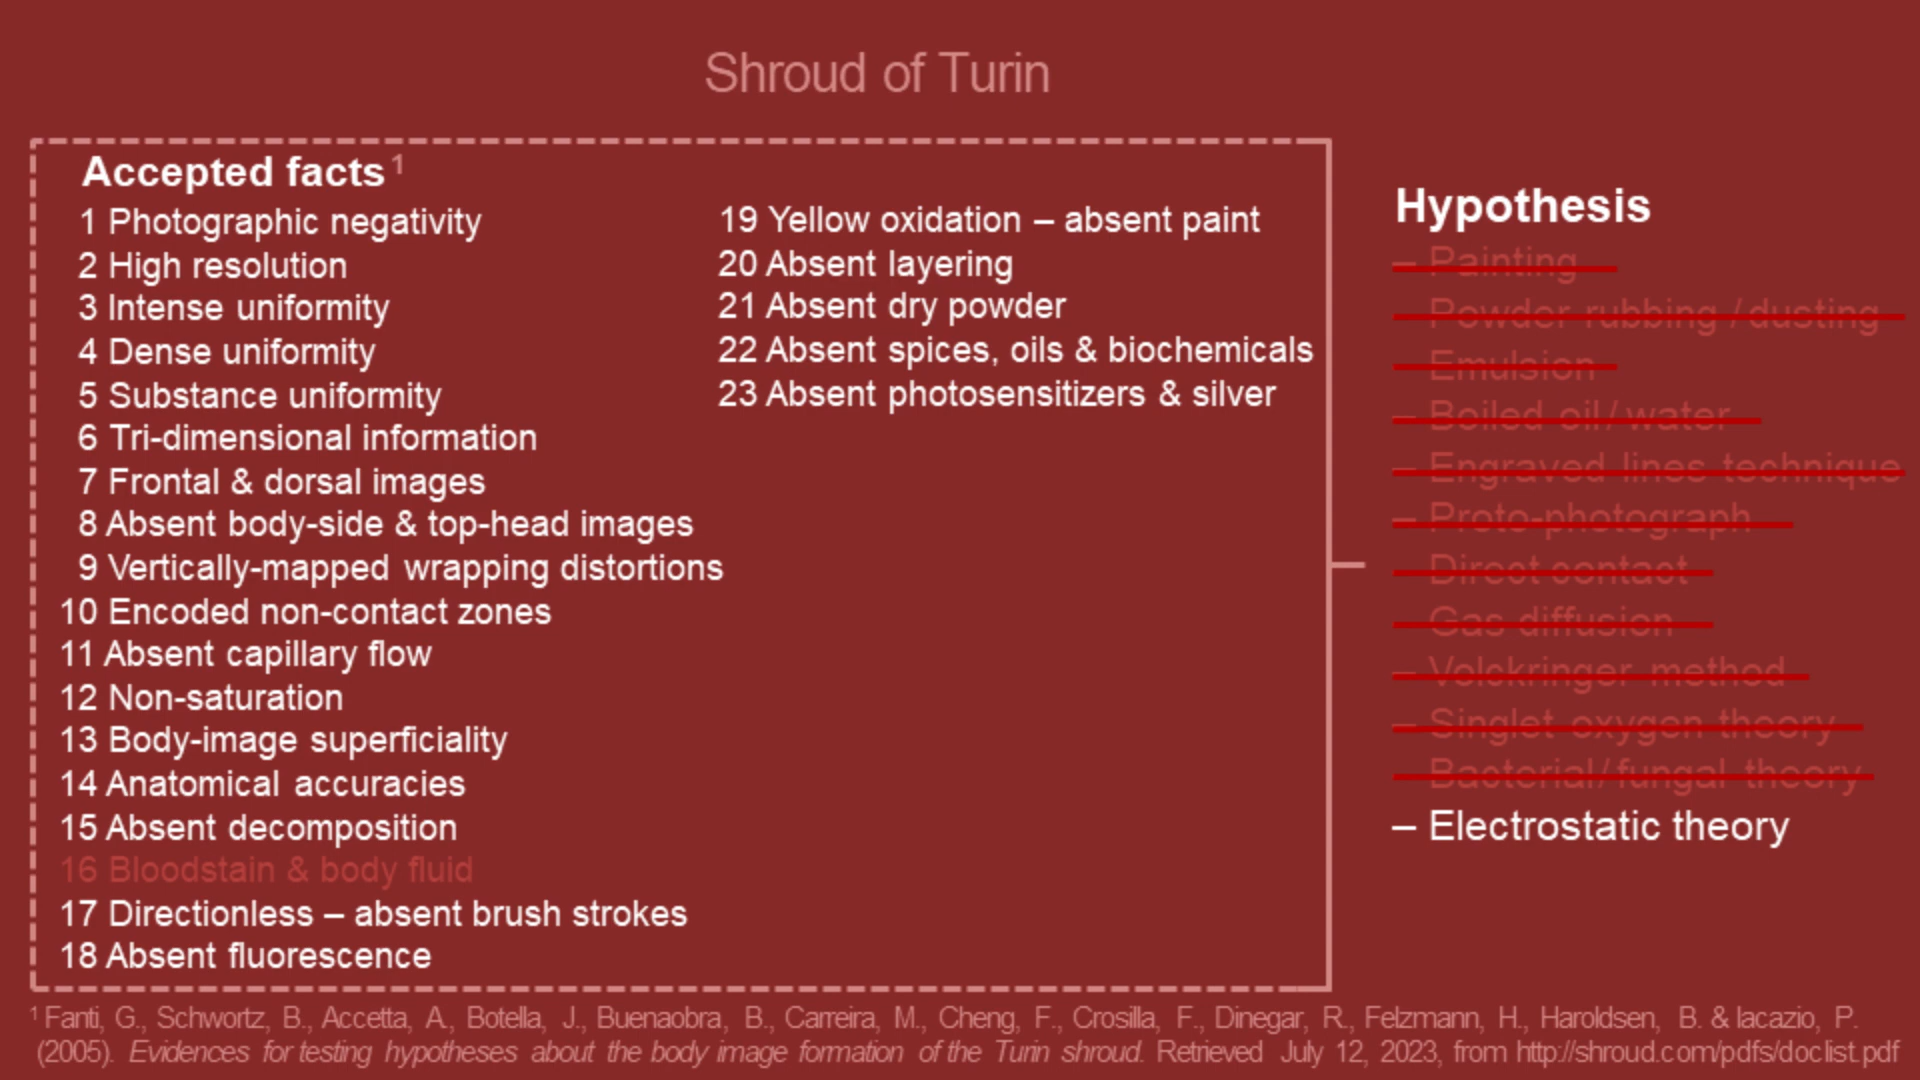 Shroud of Turin
Accepted facts¹
1 Photographic negativity
2 High resolution
3 Intense uniformity
4 Dense uniformity
5 Substance uniformity
6 Tri-dimensional information
7 Frontal & dorsal images
8 Absent body-side & top-head images
9 Vertically-mapped wrapping distortions
10 Encoded non-contact zones
11 Absent capillary flow
12 Non-saturation
13 Body-image superficiality
14 Anatomical accuracies
15 Absent decomposition
16 Bloodstain & body fluid
17 Directionless – absent brush strokes
18 Absent fluorescence
19 Yellow oxidation – absent paint
20 Absent layering
21 Absent dry powder
22 Absent spices, oils & biochemicals
23 Absent photosensitizers & silver
Hypothesis
– Painting
– Powder rubbing / dusting
– Emulsion
– Boiled oil / water
– Engraved lines technique
– Proto-photograph
– Direct contact
– Gas diffusion
– Volckringer method
– Singlet oxygen theory
– Bacterial / fungal theory
– Electrostatic theory
¹ Fanti, G., Schwortz, B., Accetta, A., Botella, J., Buenaobra, B., Carreira, M., Cheng, F., Crosilla, F., Dinegar, R., Felzmann, H., Haroldsen, B. & Iacazio, P.
(2005). Evidences for testing hypotheses about the body image formation of the Turin shroud. Retrieved July 12, 2023, from http://shroud.com/pdfs/doclist.pdf